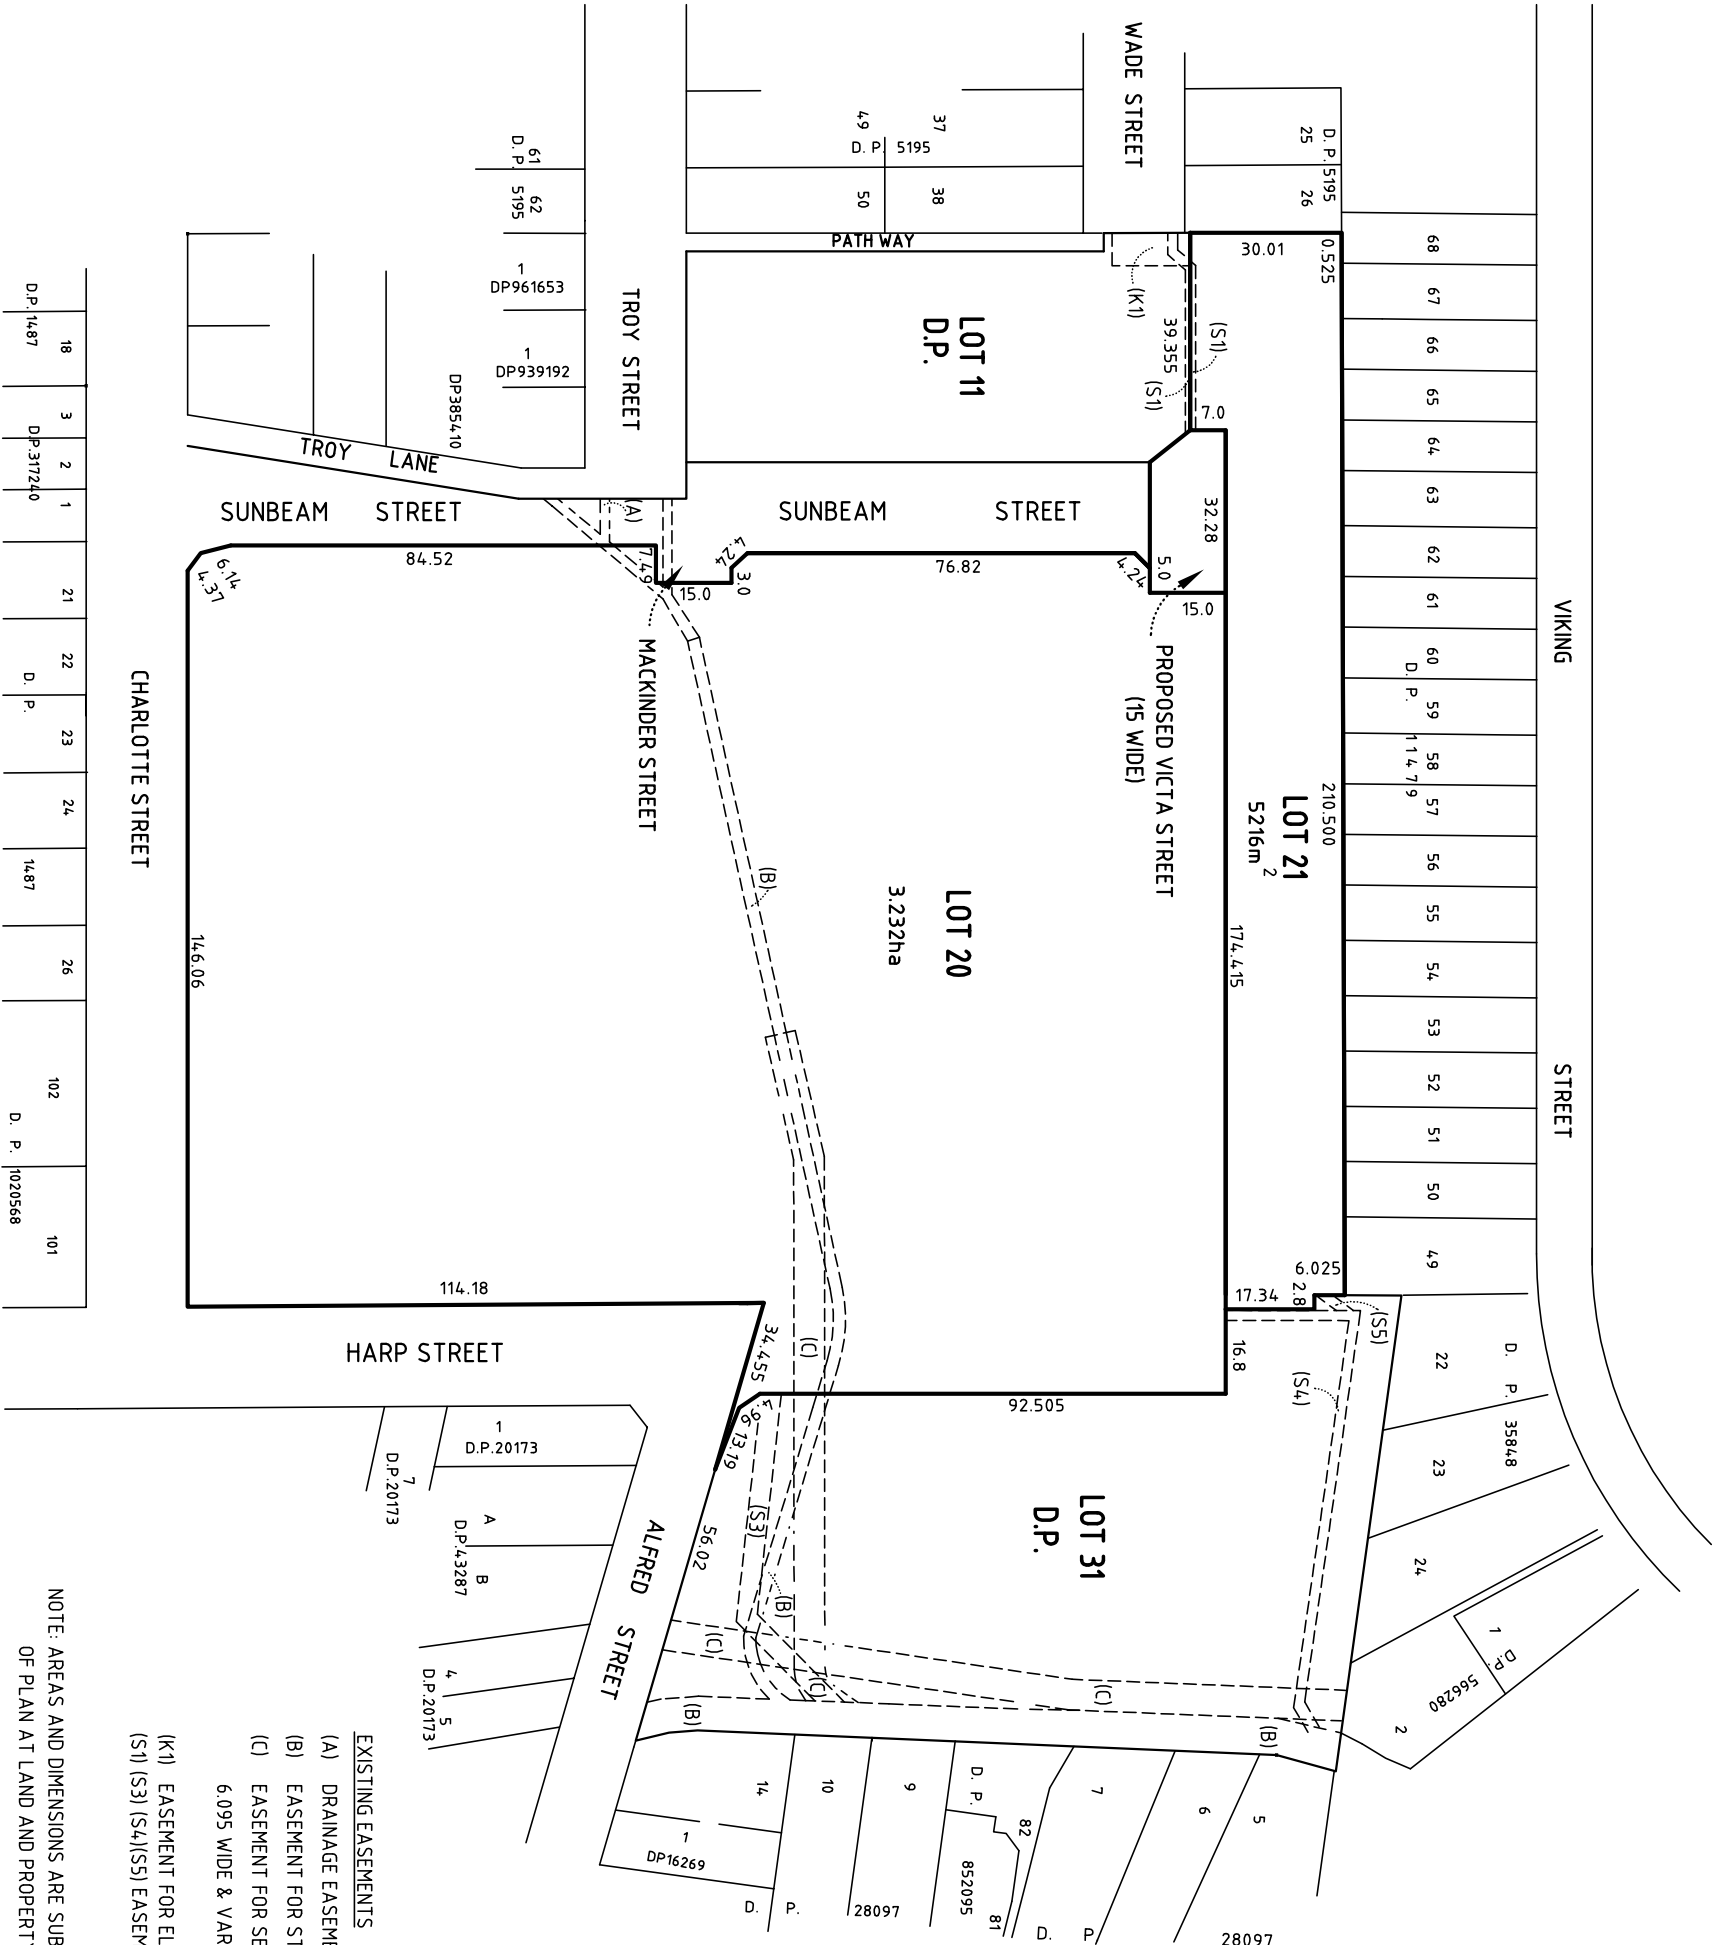 WADE STREET
VIKING
STREET
D. P. 5195
25
26
49
37
D. P. 5195
50
38
61
D. P.
62
5195
PATHWAY
68
67
66
65
64
63
62
61
60
59
58
57
56
55
54
53
52
51
50
49
D. P. 11479
30.01
0.525
(K1)
39.355
(S1)
(S1)
7.0
LOT 11
D.P.
TROY STREET
1
DP961653
1
DP939192
DP385410
TROY LANE
D.P.1487
18
3
D.P.317240
2
1
SUNBEAM STREET
SUNBEAM STREET
(A)
32.28
84.52
7.49
4.24
3.0
76.82
4.24
5.0
15.0
15.0
6.14
4.37
MACKINDER STREET
PROPOSED VICTA STREET
(15 WIDE)
21
22
D. P.
23
24
1487
26
102
D. P. 1020568
101
CHARLOTTE STREET
210.500
LOT 21
5216m2
(B)
LOT 20
3.232ha
174.415
146.06
114.18
6.025
2.8
17.34
(S5)
16.8
(S4)
HARP STREET
34.455
(C)
92.505
4.96
13.19
22
D. P.
35848
23
24
1
D.P.
566280
2
1
D.P.20173
7
D.P.20173
A
D.P.43287
B
4
D.P.20173
5
ALFRED STREET
56.02
(S3)
(B)
LOT 31
D.P.
(C)
(C)
(C)
(B)
(B)
14
10
9
D. P.
82
852095
81
7
6
5
1
DP16269
D. P. 28097
D. P. 28097
EXISTING EASEMENTS
(A) DRAINAGE EASEME
(B) EASEMENT FOR ST
(C) EASEMENT FOR SE
6.095 WIDE & VAR
(K1) EASEMENT FOR EL
(S1) (S3) (S4)(S5) EASEM
NOTE: AREAS AND DIMENSIONS ARE SUB
OF PLAN AT LAND AND PROPERTY